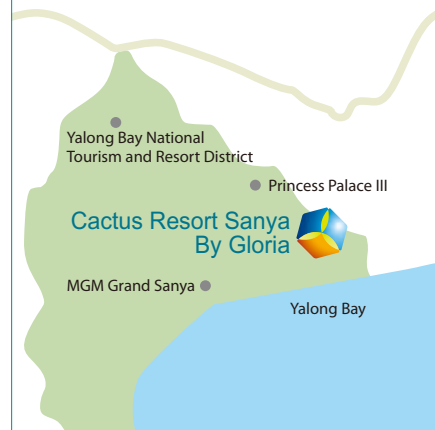 Yalong Bay National
Tourism and Resort District
Princess Palace III
Cactus Resort Sanya
By Gloria
MGM Grand Sanya
Yalong Bay